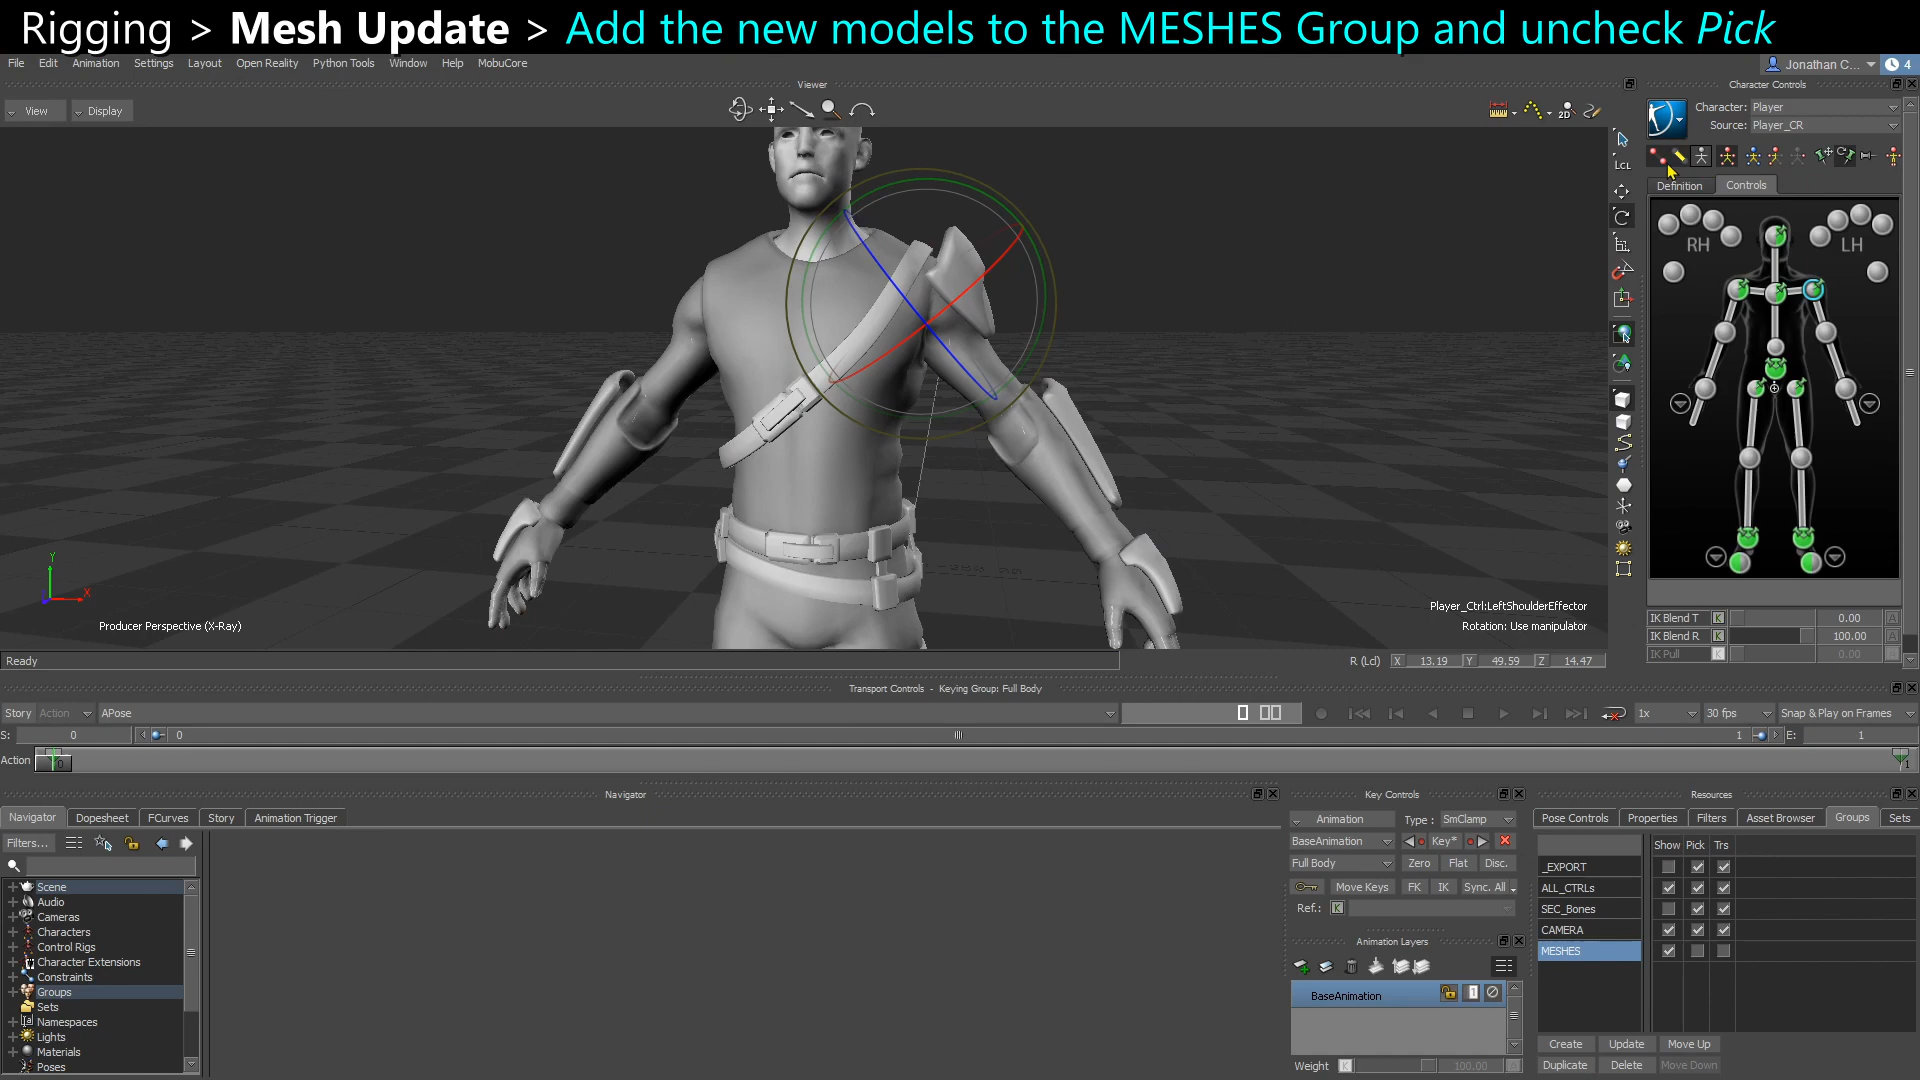 Rigging > Mesh Update > Add the new models to the MESHES Group and uncheck Pick
File Edit Animation Settings Layout Open Reality Python Tools Window Help MobuCore
Jonathan C... 4
Viewer
Character Controls
View Display
2D
Character: Player
Source: Player_CR
LCL
Definition Controls
RH LH
Y
X
Producer Perspective (X-Ray)
Player_Ctrl:LeftShoulderEffector
Rotation: Use manipulator
IK Blend T K 0.00 A
IK Blend R K 100.00 A
IK Pull K 0.00 A
Ready
R (Lcl) X 13.19 Y 49.59 Z 14.47
Transport Controls - Keying Group: Full Body
Story Action APose 1x 30 fps Snap & Play on Frames
S: 0 0 1 E: 1
Action 0 1
Navigator
Key Controls
Resources
Navigator Dopesheet FCurves Story Animation Trigger
Animation Type : SmClamp
Pose Controls Properties Filters Asset Browser Groups Sets
Filters...
BaseAnimation Key*
Full Body Zero Flat Disc.
Move Keys FK IK Sync. All
Ref.: K
Show Pick Trs
_EXPORT
ALL_CTRLs
SEC_Bones
CAMERA
MESHES
Scene
Audio
Cameras
Characters
Control Rigs
Character Extensions
Constraints
Groups
Sets
Namespaces
Lights
Materials
Poses
Animation Layers
BaseAnimation 1
Weight K 100.00
Create Update Move Up
Duplicate Delete Move Down